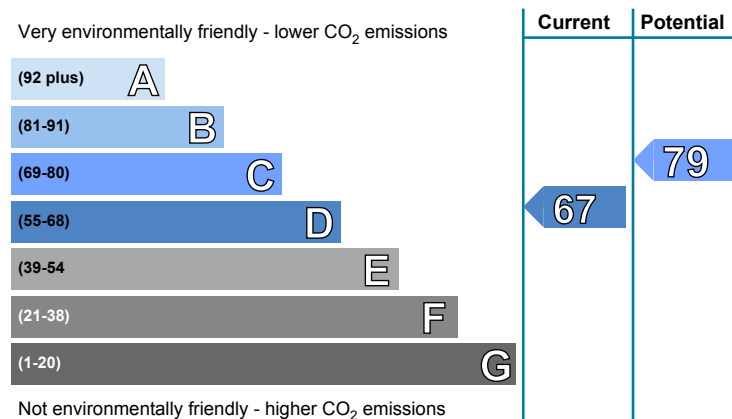 Very environmentally friendly - lower CO2 emissions
Current
Potential
(92 plus) A
(81-91) B
(69-80) C
79
(55-68) D
67
(39-54 E
(21-38) F
(1-20) G
Not environmentally friendly - higher CO2 emissions